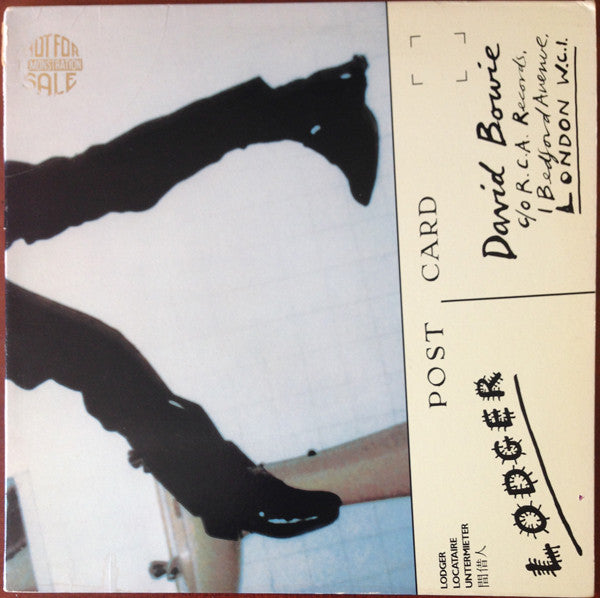 NOT FOR
DEMONSTRATION
SALE
POST CARD
David Bowie
c/o R.C.A. Records,
1 Bedford Avenue,
LONDON W.C.1.
LODGER
LODGER
LOCATAIRE
UNTERMIETER
間借人